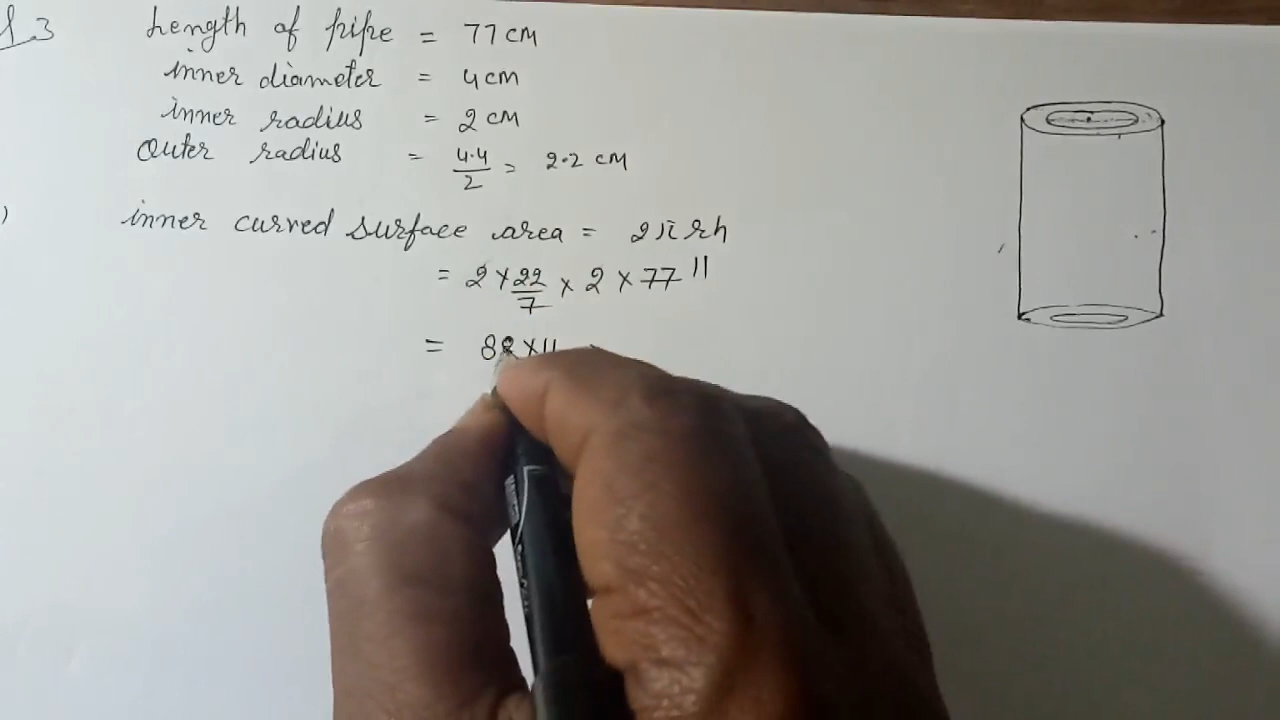 Q.3 Length of pipe = 77 cm
inner diameter = 4 cm
inner radius = 2 cm
Outer radius = 4.4/2 = 2.2 cm
) inner curved surface area = 2πrh
= 2 × 22/7 × 2 × 77 11
= 88 × 11